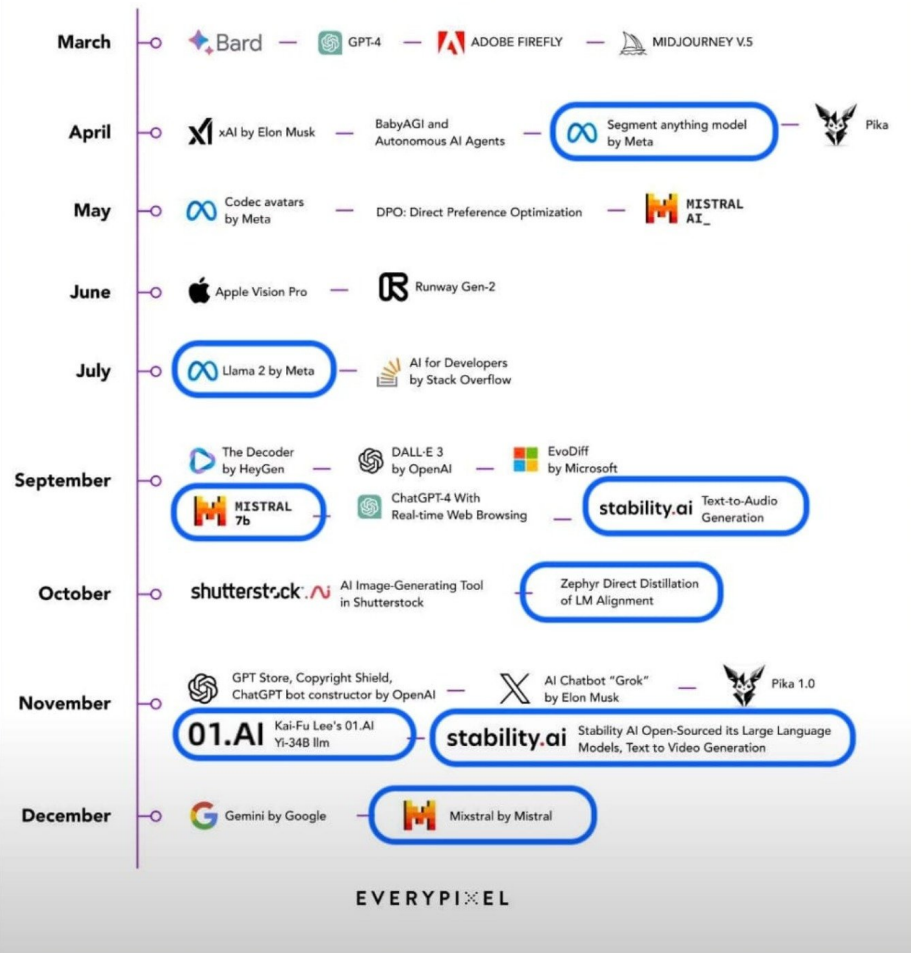 March
Bard
GPT-4
ADOBE FIREFLY
MIDJOURNEY V.5
April
xAI by Elon Musk
BabyAGI and
Autonomous AI Agents
Segment anything model
by Meta
Pika
May
Codec avatars
by Meta
DPO: Direct Preference Optimization
MISTRAL
AI_
June
Apple Vision Pro
Runway Gen-2
July
Llama 2 by Meta
AI for Developers
by Stack Overflow
September
The Decoder
by HeyGen
DALL·E 3
by OpenAI
EvoDiff
by Microsoft
MISTRAL
7b
ChatGPT-4 With
Real-time Web Browsing
stability.ai
Text-to-Audio
Generation
October
shutterstock.AI
AI Image-Generating Tool
in Shutterstock
Zephyr Direct Distillation
of LM Alignment
November
GPT Store, Copyright Shield,
ChatGPT bot constructor by OpenAI
AI Chatbot “Grok”
by Elon Musk
Pika 1.0
01.AI
Kai-Fu Lee's 01.AI
Yi-34B llm
stability.ai
Stability AI Open-Sourced its Large Language
Models, Text to Video Generation
December
Gemini by Google
Mixstral by Mistral
EVERYPIXEL